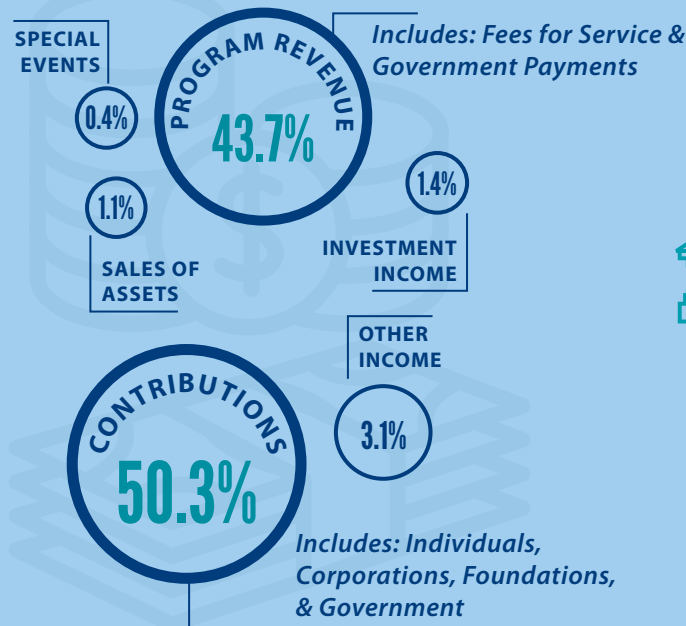 SPECIAL
EVENTS
0.4%
PROGRAM REVENUE
43.7%
Includes: Fees for Service &
Government Payments
1.1%
SALES OF
ASSETS
1.4%
INVESTMENT
INCOME
OTHER
INCOME
3.1%
CONTRIBUTIONS
50.3%
Includes: Individuals,
Corporations, Foundations,
& Government